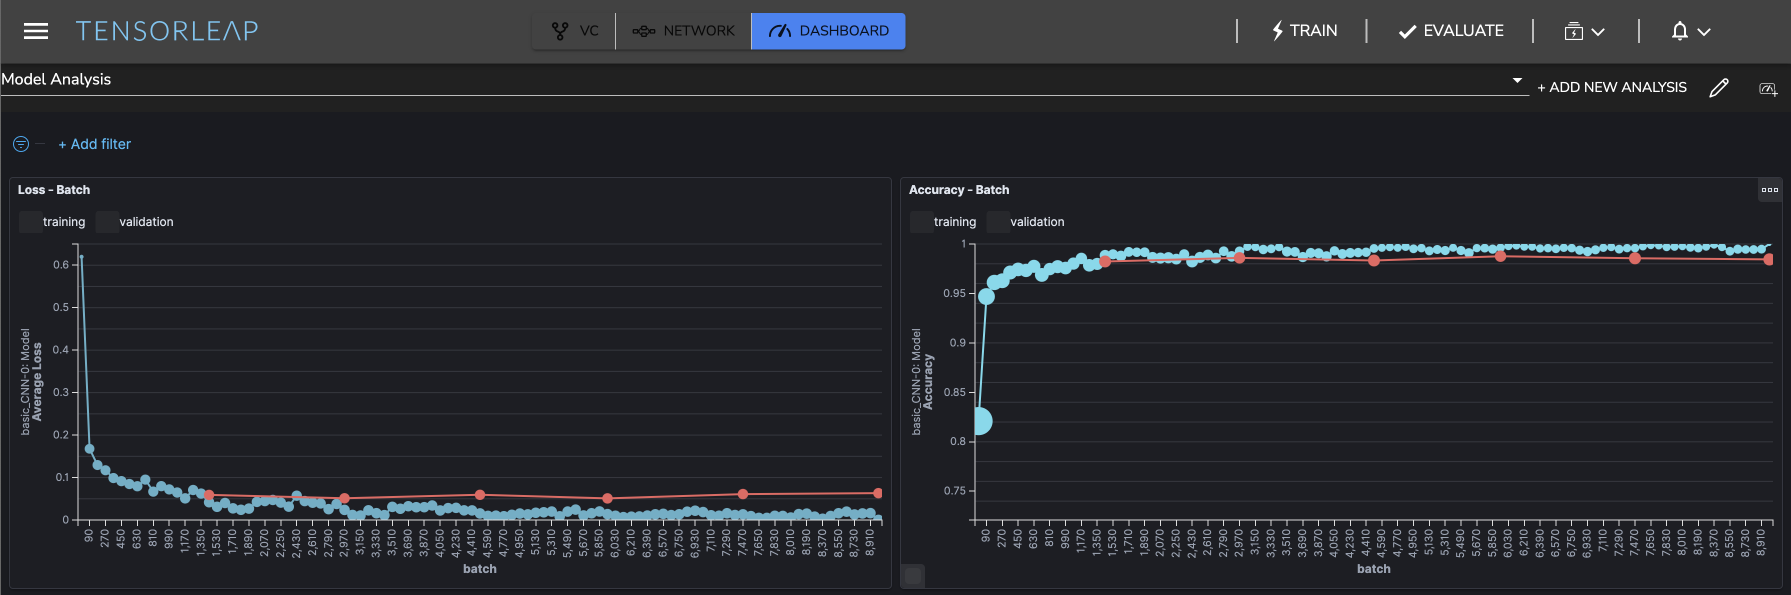 TENSORLEAP
VC
NETWORK
DASHBOARD
TRAIN
EVALUATE
Model Analysis
+ ADD NEW ANALYSIS
+ Add filter
Loss - Batch
training validation
basic_CNN-0: Model
Average Loss
0.6
0.5
0.4
0.3
0.2
0.1
0
90 270 450 630 810 990 1,170 1,350 1,530 1,710 1,890 2,070 2,250 2,430 2,610 2,790 2,970 3,150 3,330 3,510 3,690 3,870 4,050 4,230 4,410 4,590 4,770 4,950 5,130 5,310 5,490 5,670 5,850 6,030 6,210 6,390 6,570 6,750 6,930 7,110 7,290 7,470 7,650 7,830 8,010 8,190 8,370 8,550 8,730 8,910
batch
Accuracy - Batch
training validation
basic_CNN-0: Model
Accuracy
1
0.95
0.9
0.85
0.8
0.75
90 270 450 630 810 990 1,170 1,350 1,530 1,710 1,890 2,070 2,250 2,430 2,610 2,790 2,970 3,150 3,330 3,510 3,690 3,870 4,050 4,230 4,410 4,590 4,770 4,950 5,130 5,310 5,490 5,670 5,850 6,030 6,210 6,390 6,570 6,750 6,930 7,110 7,290 7,470 7,650 7,830 8,010 8,190 8,370 8,550 8,730 8,910
batch